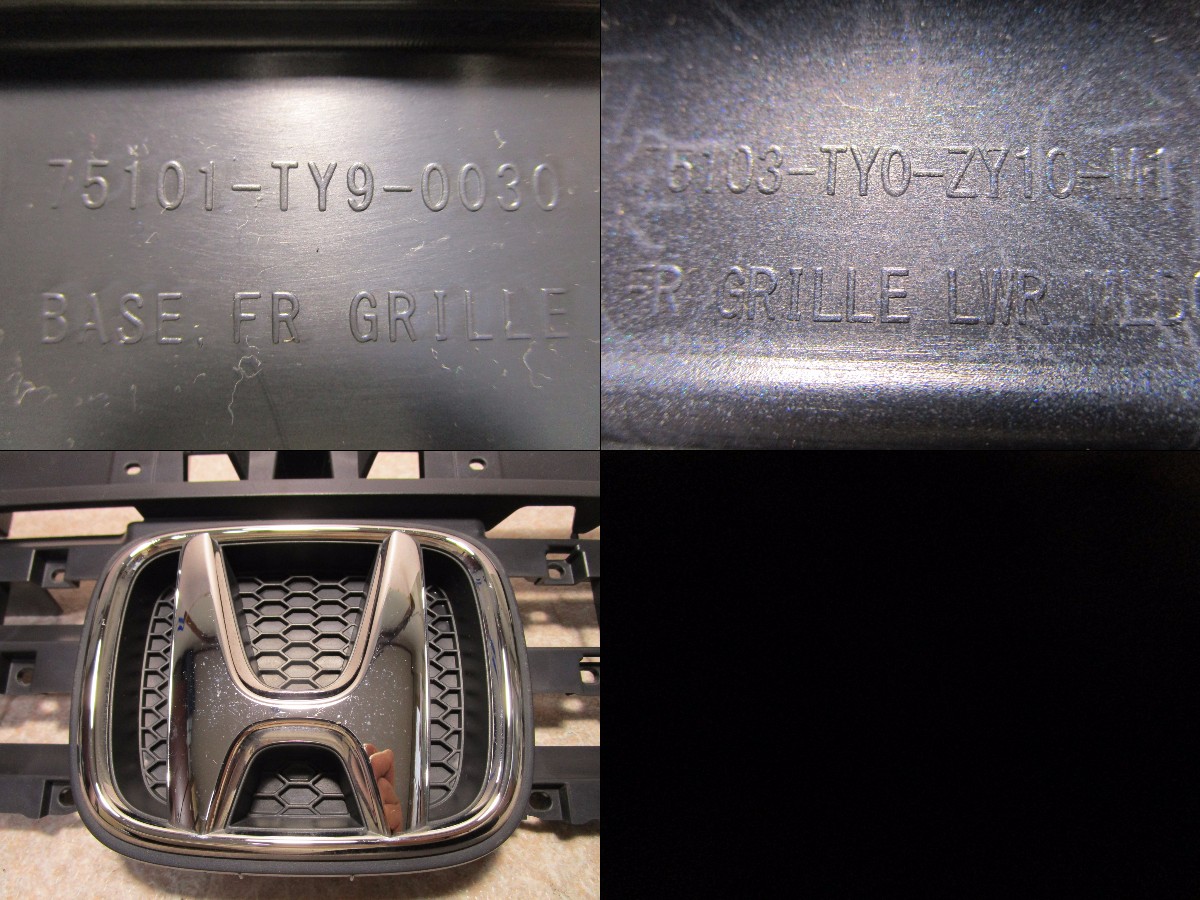 75101-TY9-0030
BASE, FR GRILLE
75103-TY0-ZY10-M1
FR GRILLE LWR